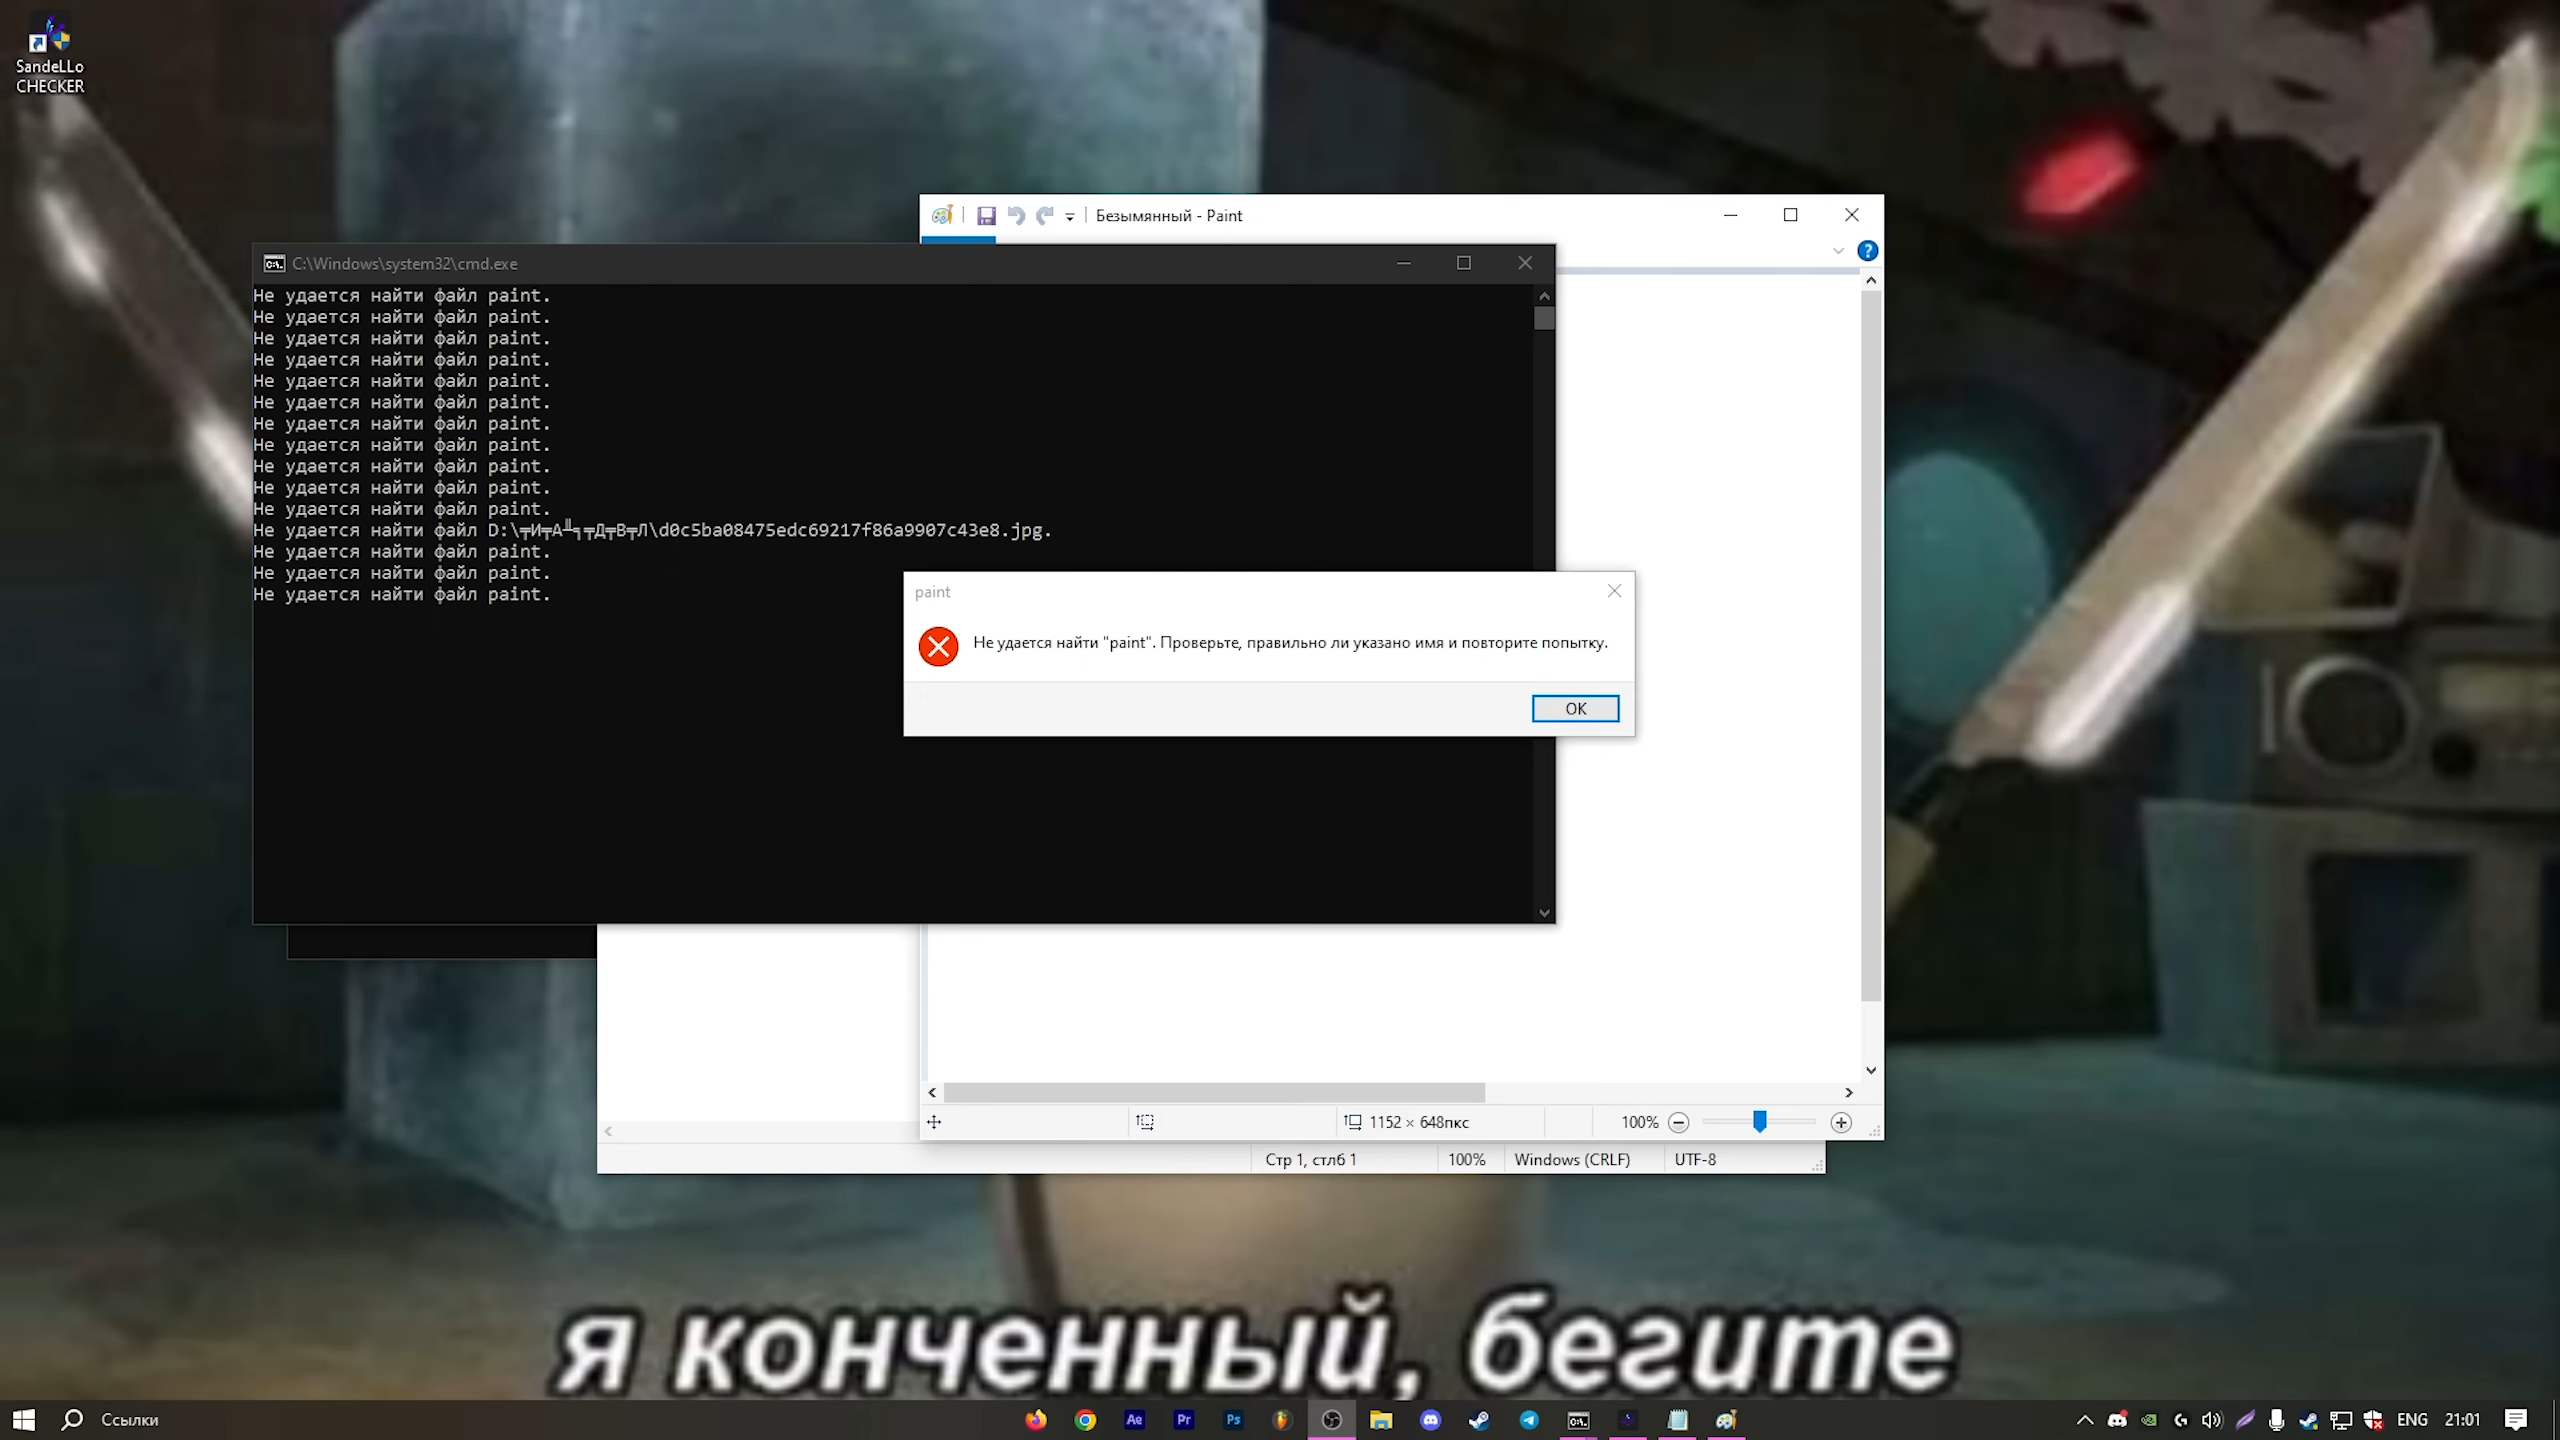 SandeLLo
CHECKER
Безымянный - Paint
C:\Windows\system32\cmd.exe
Не удается найти файл paint.
Не удается найти файл paint.
Не удается найти файл paint.
Не удается найти файл paint.
Не удается найти файл paint.
Не удается найти файл paint.
Не удается найти файл paint.
Не удается найти файл paint.
Не удается найти файл paint.
Не удается найти файл paint.
Не удается найти файл paint.
Не удается найти файл D:\╤И╤А╨╕╤Д╤В╤Л\d0c5ba08475edc69217f86a9907c43e8.jpg.
Не удается найти файл paint.
Не удается найти файл paint.
Не удается найти файл paint.
paint
Не удается найти "paint". Проверьте, правильно ли указано имя и повторите попытку.
OK
1152 × 648пкс
100%
Стр 1, стлб 1
100%
Windows (CRLF)
UTF-8
я конченный, бегите
Ссылки
Ae
Pr
Ps
ENG
21:01